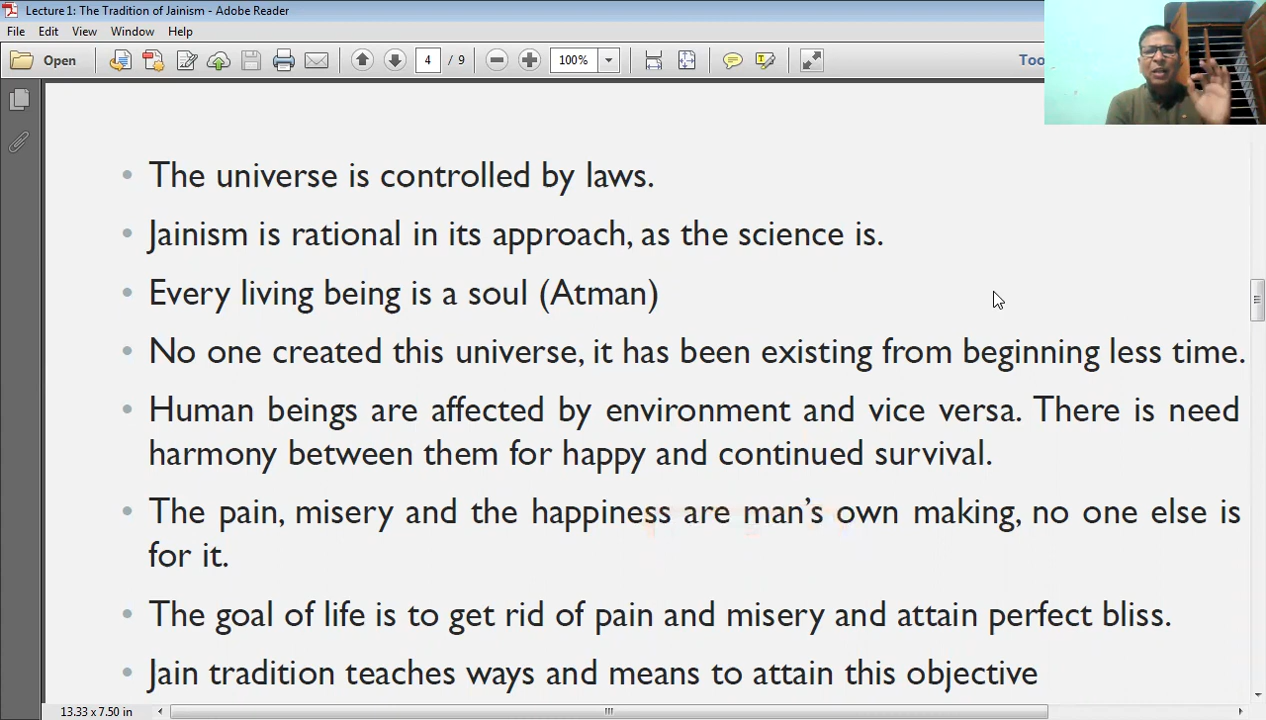 Lecture 1: The Tradition of Jainism - Adobe Reader
File Edit View Window Help
Open 4 / 9 100% Too
• The universe is controlled by laws.
• Jainism is rational in its approach, as the science is.
• Every living being is a soul (Atman)
• No one created this universe, it has been existing from beginning less time.
• Human beings are affected by environment and vice versa. There is need
harmony between them for happy and continued survival.
• The pain, misery and the happiness are man's own making, no one else is
for it.
• The goal of life is to get rid of pain and misery and attain perfect bliss.
• Jain tradition teaches ways and means to attain this objective
13.33 x 7.50 in